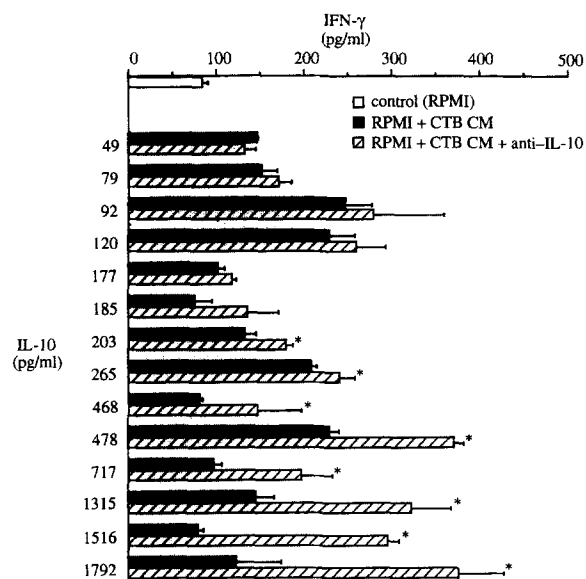 IFN-γ
(pg/ml)
0 100 200 300 400 500
control (RPMI)
RPMI + CTB CM
RPMI + CTB CM + anti–IL-10
49
79
92
120
177
185
203 *
IL-10
(pg/ml)
265 *
468 *
478 *
717 *
1315 *
1516 *
1792 *